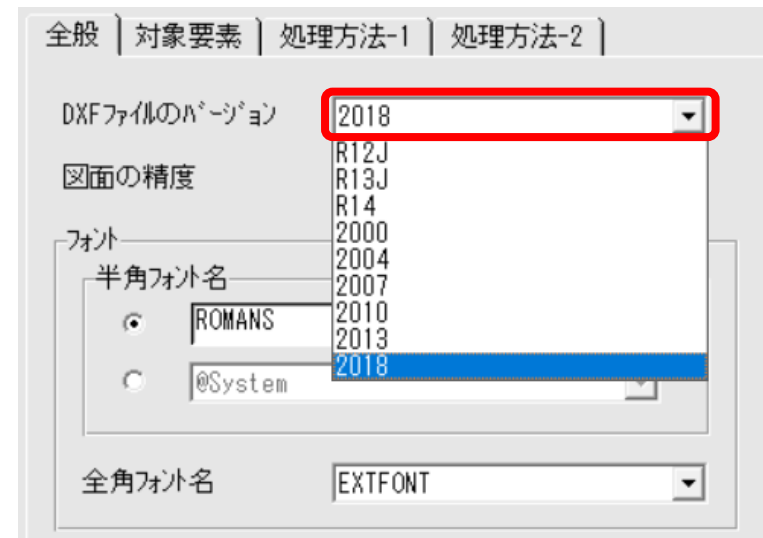 全般 対象要素 処理方法-1 処理方法-2
DXFﾌｧｲﾙのﾊﾞｰｼﾞｮﾝ 2018
R12J
図面の精度 R13J
R14
2000
ﾌｫﾝﾄ
2004
半角ﾌｫﾝﾄ名 2007
2010
ROMANS
2013
2018
@System
全角ﾌｫﾝﾄ名 EXTFONT